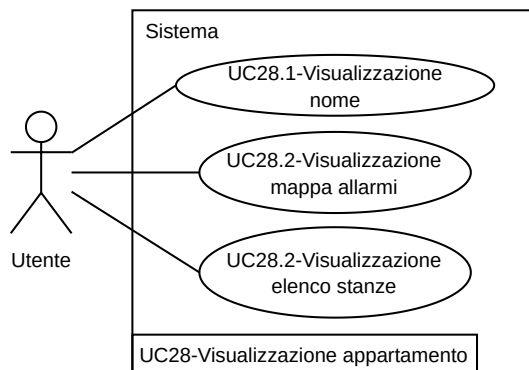 Sistema
UC28.1-Visualizzazione
nome
UC28.2-Visualizzazione
mappa allarmi
UC28.2-Visualizzazione
elenco stanze
Utente
UC28-Visualizzazione appartamento